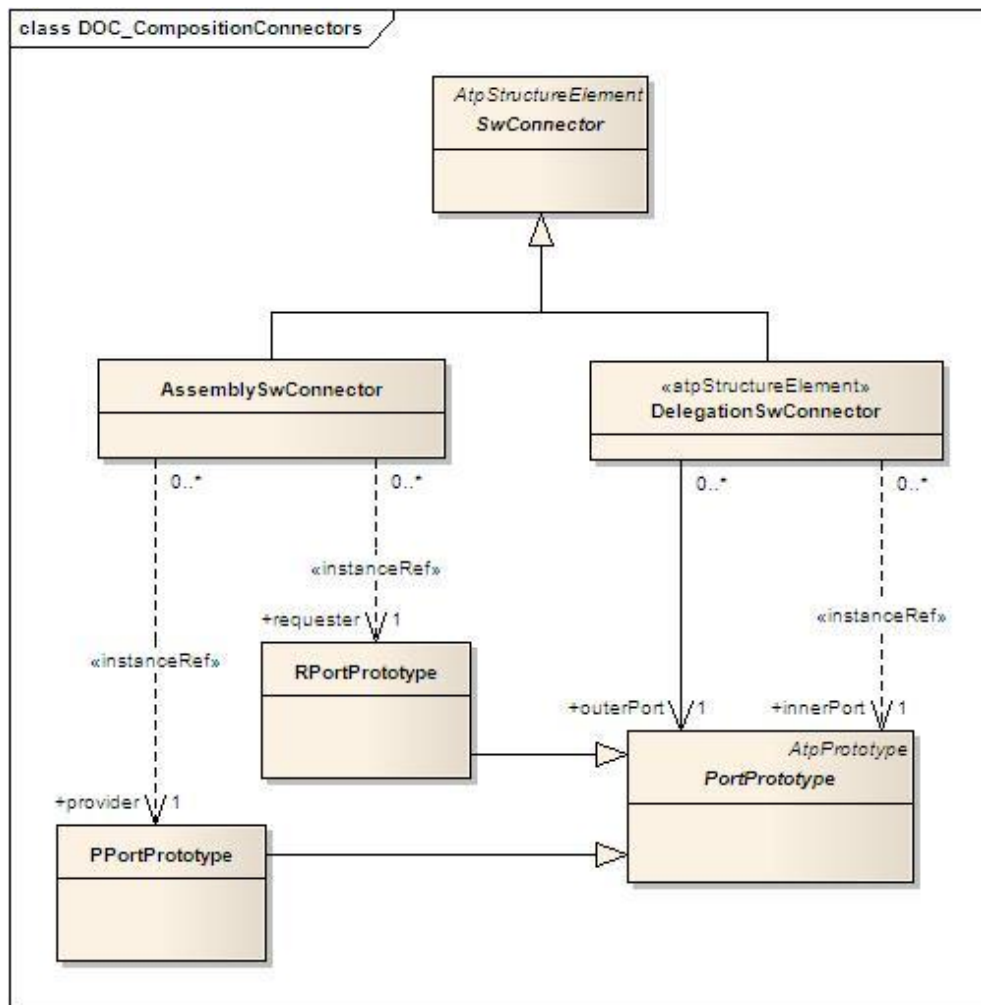 class DOC_CompositionConnectors
AtpStructureElement
SwConnector
AssemblySwConnector
«atpStructureElement»
DelegationSwConnector
0..*
0..*
0..*
0..*
«instanceRef»
«instanceRef»
+requester
1
«instanceRef»
RPortPrototype
+outerPort
1
+innerPort
1
AtpPrototype
PortPrototype
+provider
1
PPortPrototype